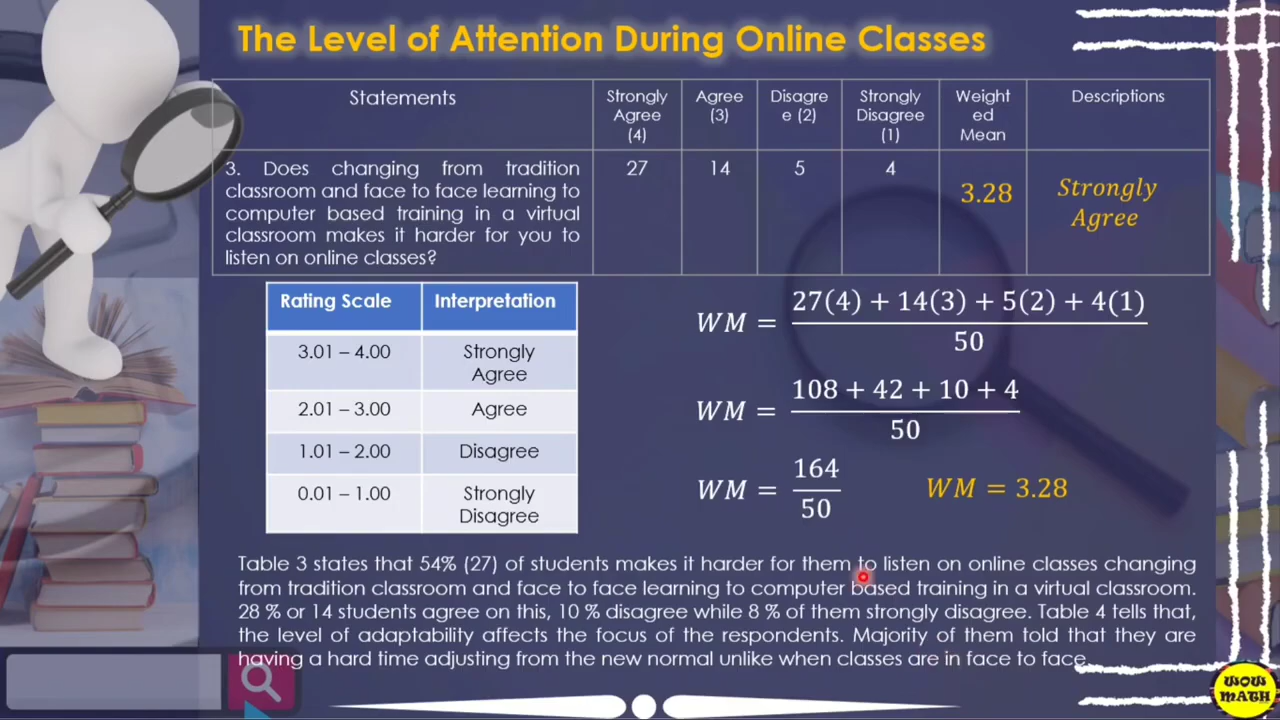 The Level of Attention During Online Classes
Statements
Strongly
Agree
(4)
Agree
(3)
Disagre
e (2)
Strongly
Disagree
(1)
Weight
ed
Mean
Descriptions
3. Does changing from tradition
classroom and face to face learning to
computer based training in a virtual
classroom makes it harder for you to
listen on online classes?
27
14
5
4
3.28
Strongly
Agree
Rating Scale
Interpretation
3.01 – 4.00
Strongly
Agree
2.01 – 3.00
Agree
1.01 – 2.00
Disagree
0.01 – 1.00
Strongly
Disagree
WM = 27(4) + 14(3) + 5(2) + 4(1)
50
WM = 108 + 42 + 10 + 4
50
WM = 164
50
WM = 3.28
Table 3 states that 54% (27) of students makes it harder for them to listen on online classes changing
from tradition classroom and face to face learning to computer based training in a virtual classroom.
28 % or 14 students agree on this, 10 % disagree while 8 % of them strongly disagree. Table 4 tells that,
the level of adaptability affects the focus of the respondents. Majority of them told that they are
having a hard time adjusting from the new normal unlike when classes are in face to face.
WOW
MATH